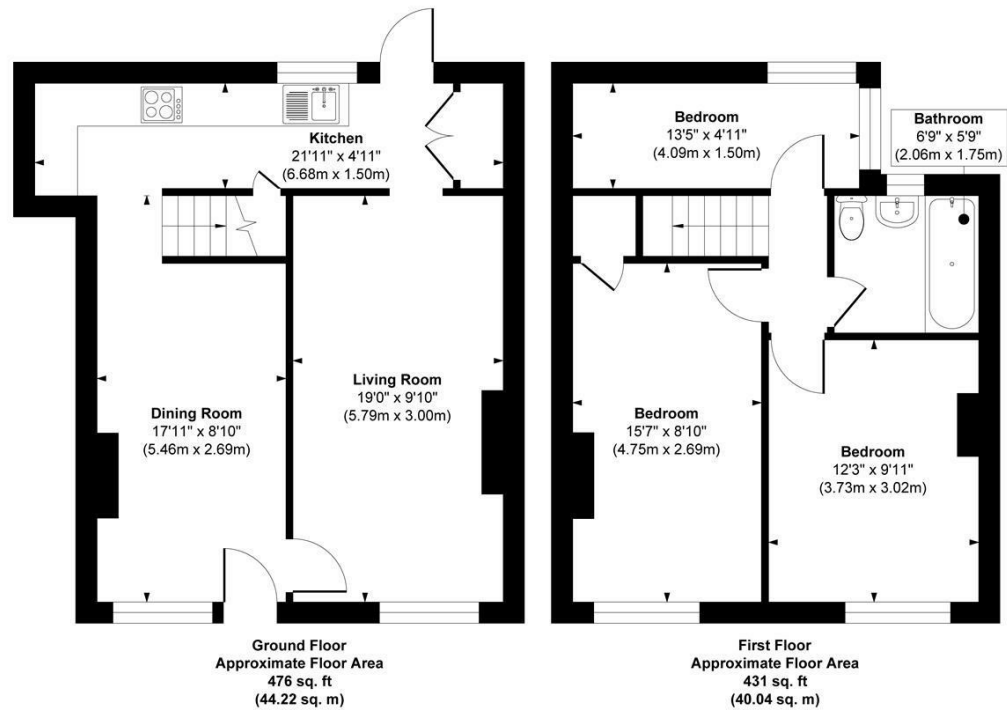 Kitchen
21'11" x 4'11"
(6.68m x 1.50m)
Living Room
19'0" x 9'10"
(5.79m x 3.00m)
Dining Room
17'11" x 8'10"
(5.46m x 2.69m)
Ground Floor
Approximate Floor Area
476 sq. ft
(44.22 sq. m)
Bedroom
13'5" x 4'11"
(4.09m x 1.50m)
Bathroom
6'9" x 5'9"
(2.06m x 1.75m)
Bedroom
15'7" x 8'10"
(4.75m x 2.69m)
Bedroom
12'3" x 9'11"
(3.73m x 3.02m)
First Floor
Approximate Floor Area
431 sq. ft
(40.04 sq. m)